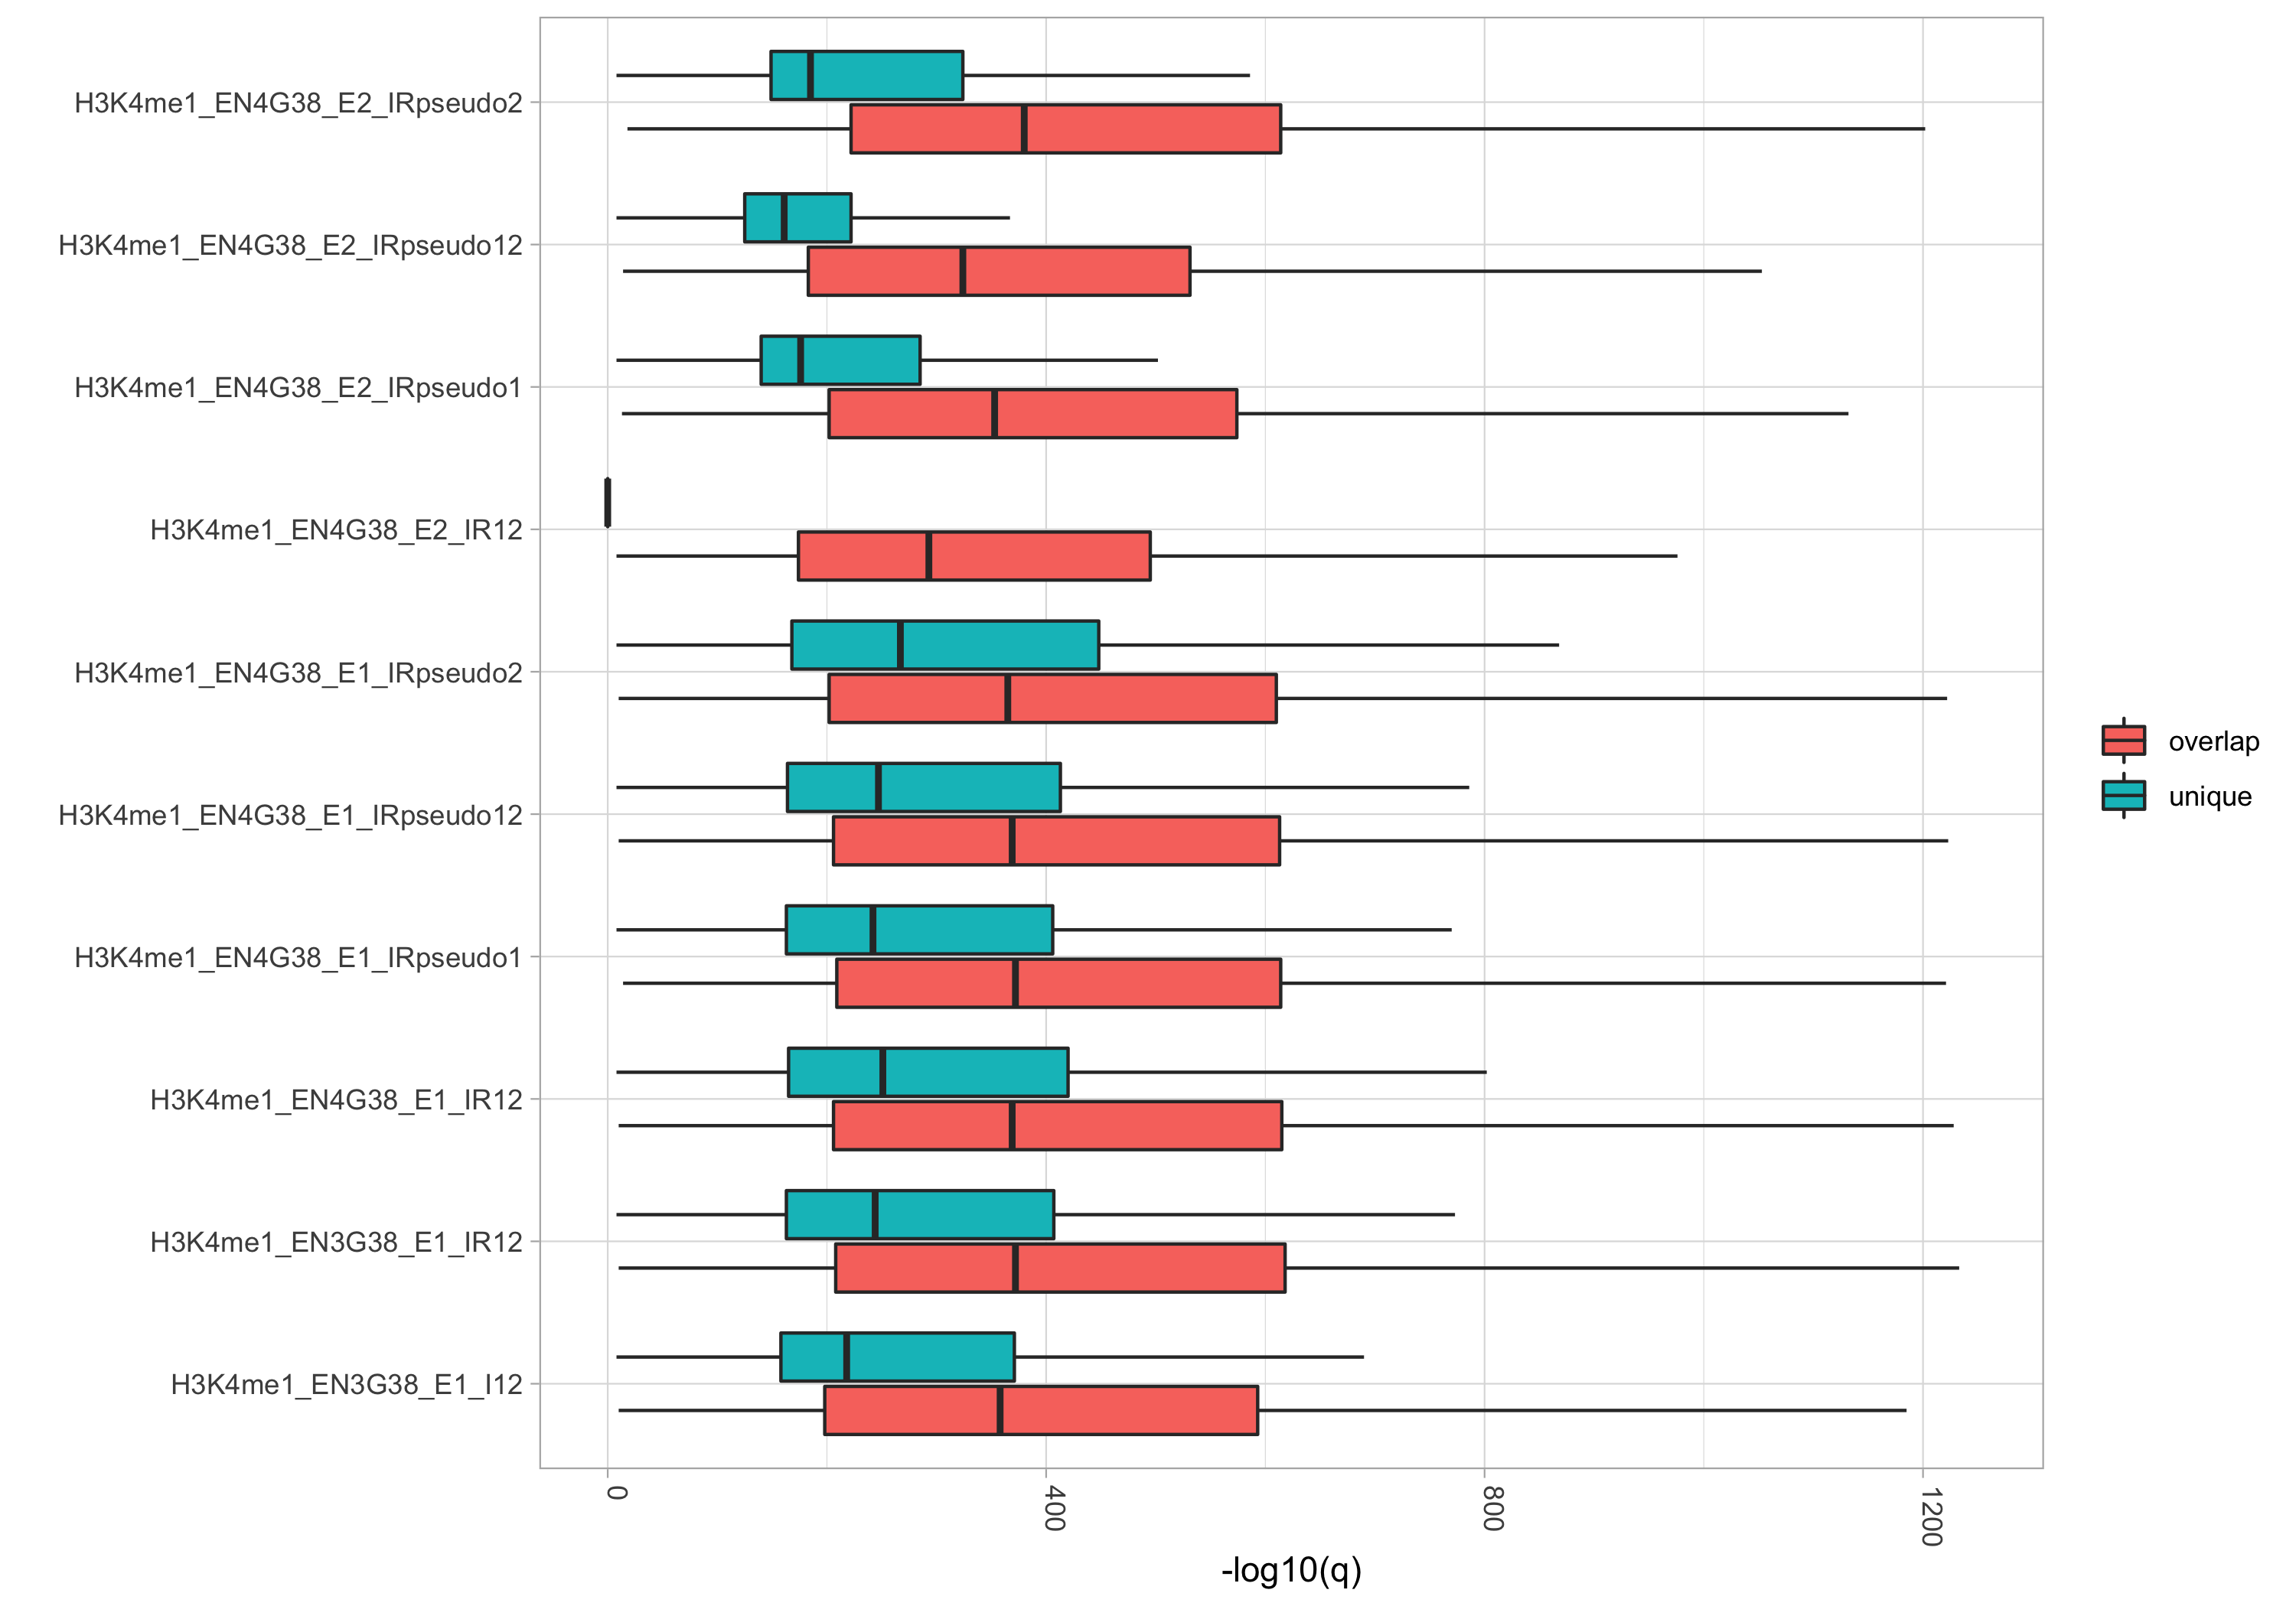 H3K4me1_EN4G38_E2_IRpseudo2
H3K4me1_EN4G38_E2_IRpseudo12
H3K4me1_EN4G38_E2_IRpseudo1
H3K4me1_EN4G38_E2_IR12
H3K4me1_EN4G38_E1_IRpseudo2
H3K4me1_EN4G38_E1_IRpseudo12
H3K4me1_EN4G38_E1_IRpseudo1
H3K4me1_EN4G38_E1_IR12
H3K4me1_EN3G38_E1_IR12
H3K4me1_EN3G38_E1_I12
overlap
unique
0
400
800
1200
-log10(q)